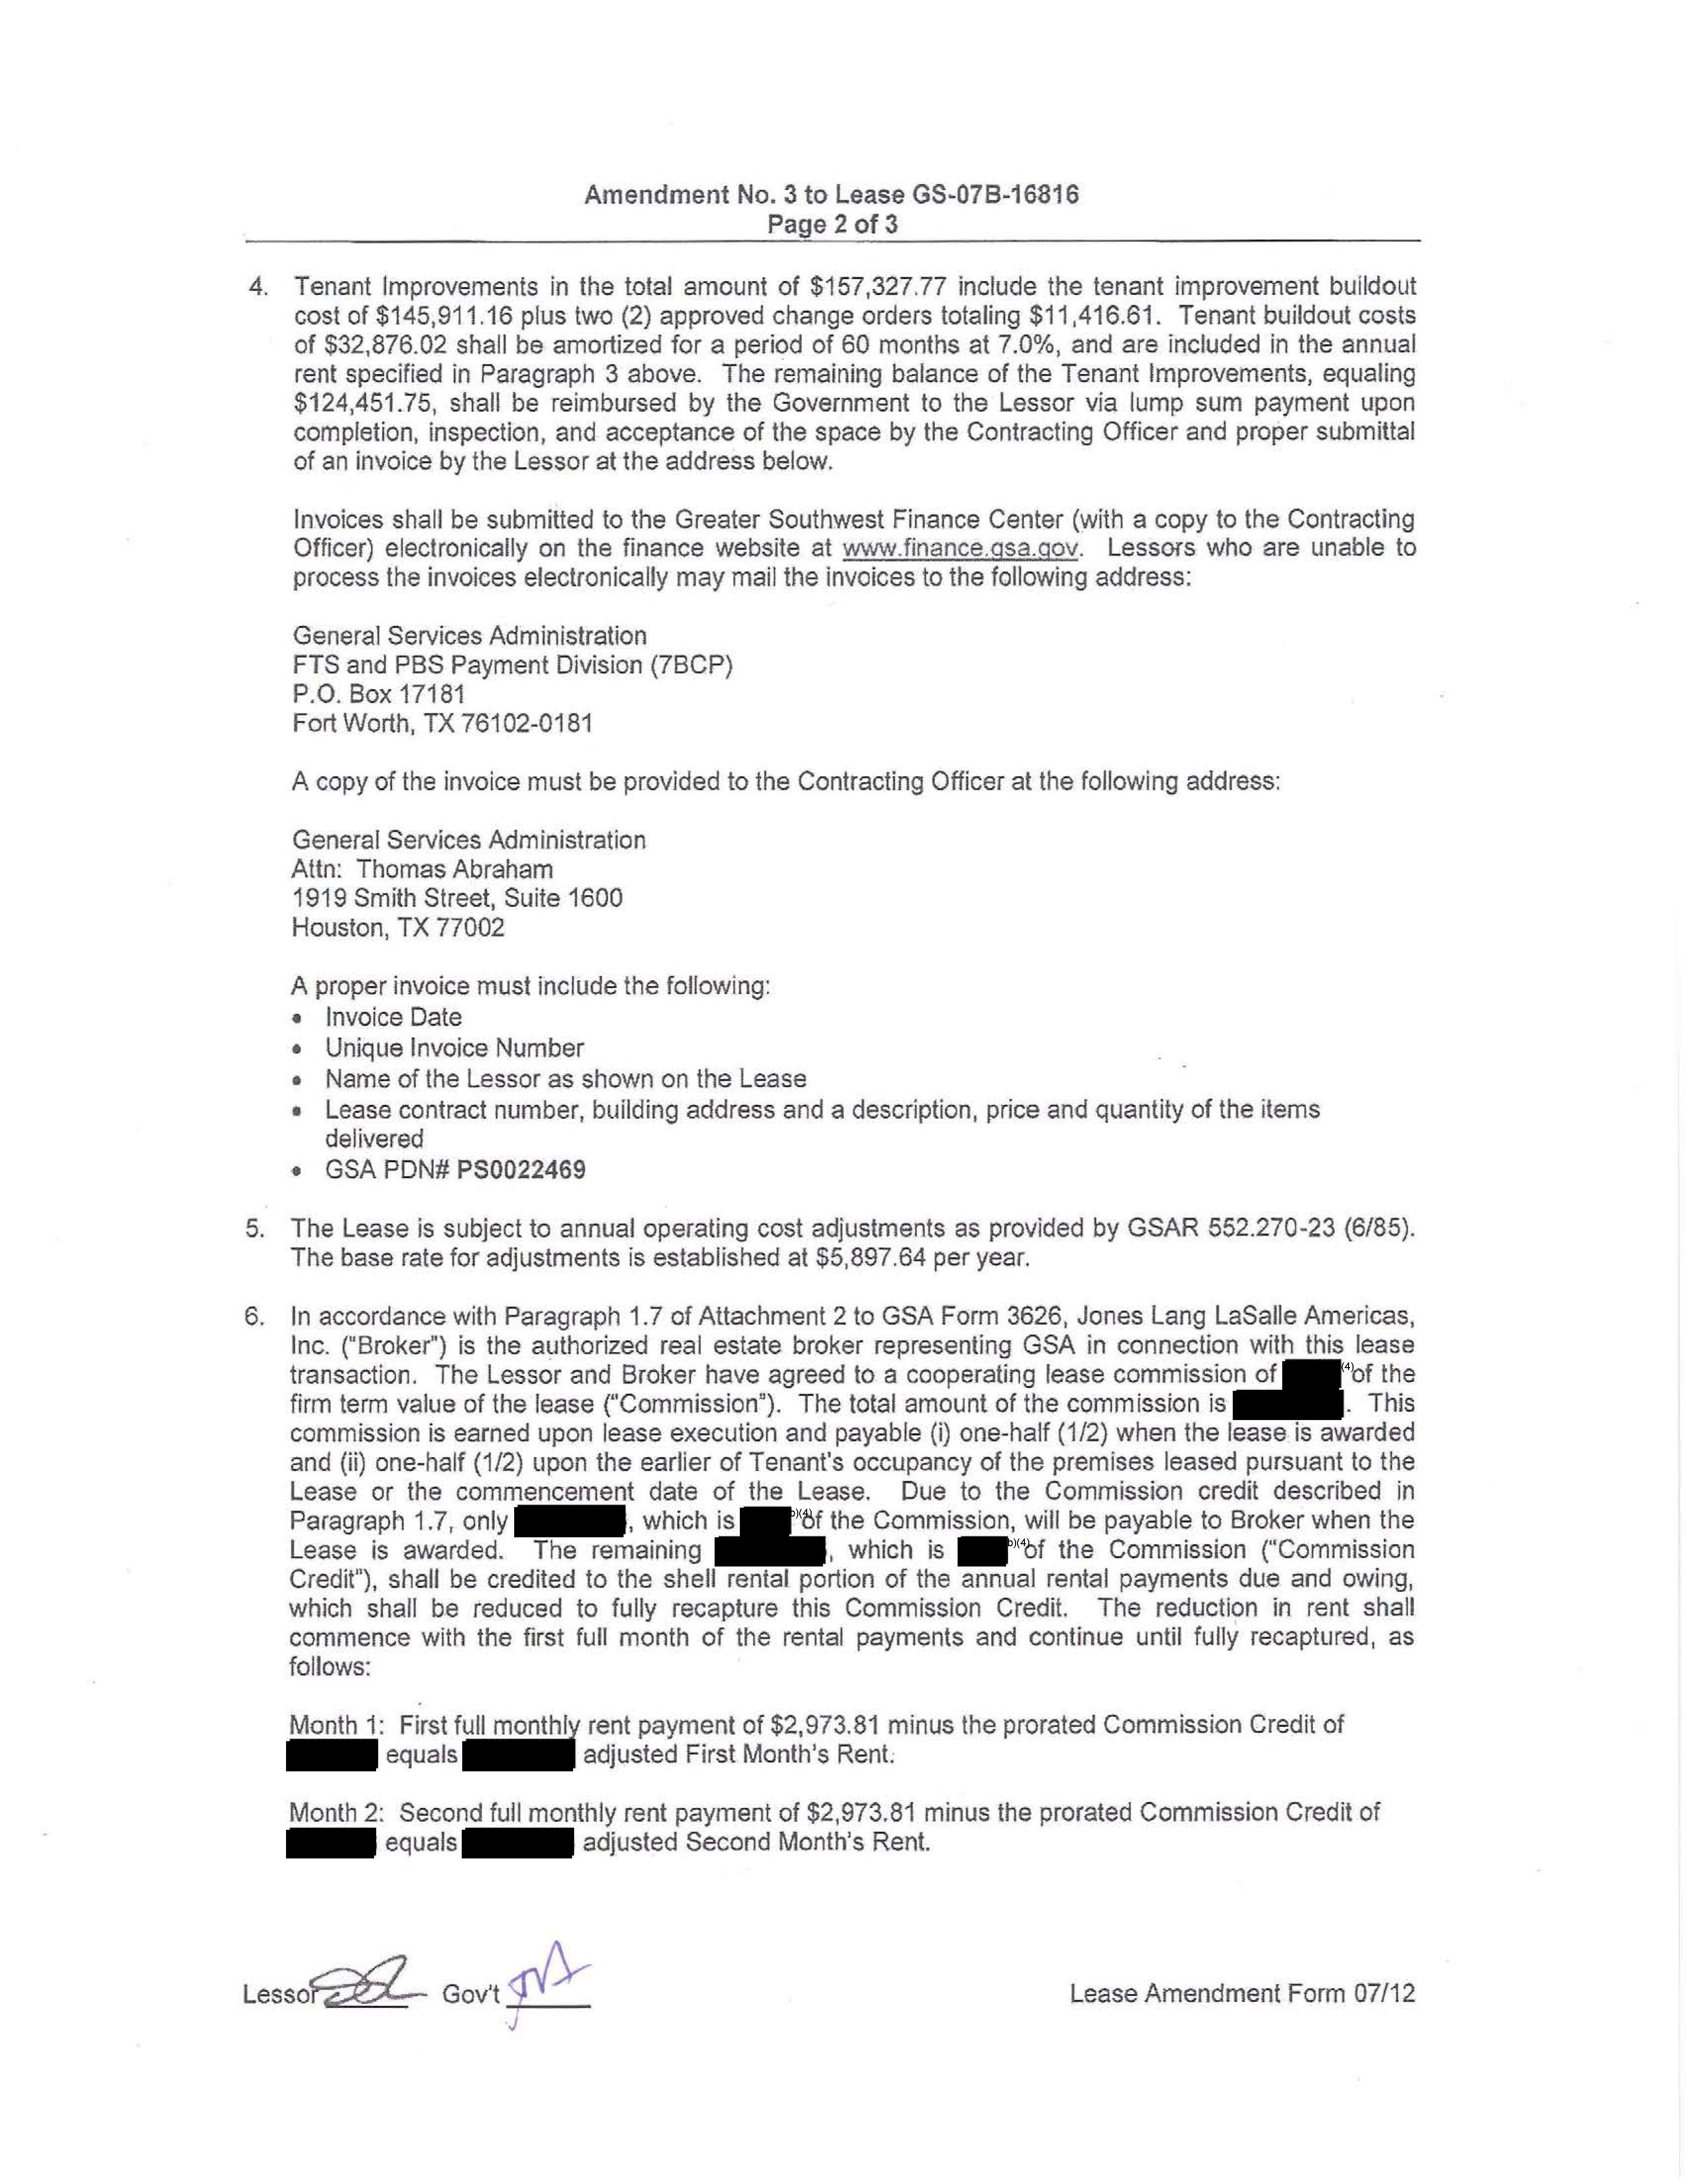 Amendment No. 3 to Lease GS-07B-16816
Page 2 of 3
4. Tenant Improvements in the total amount of $157,327.77 include the tenant improvement buildout
cost of $145,911.16 plus two (2) approved change orders totaling $11,416.61. Tenant buildout costs
of $32,876.02 shall be amortized for a period of 60 months at 7.0%, and are included in the annual
rent specified in Paragraph 3 above. The remaining balance of the Tenant Improvements, equaling
$124,451.75, shall be reimbursed by the Government to the Lessor via lump sum payment upon
completion, inspection, and acceptance of the space by the Contracting Officer and proper submittal
of an invoice by the Lessor at the address below.
Invoices shall be submitted to the Greater Southwest Finance Center (with a copy to the Contracting
Officer) electronically on the finance website at www.finance.gsa.gov. Lessors who are unable to
process the invoices electronically may mail the invoices to the following address:
General Services Administration
FTS and PBS Payment Division (7BCP)
P.O. Box 17181
Fort Worth, TX 76102-0181
A copy of the invoice must be provided to the Contracting Officer at the following address:
General Services Administration
Attn: Thomas Abraham
1919 Smith Street, Suite 1600
Houston, TX 77002
A proper invoice must include the following:
• Invoice Date
• Unique Invoice Number
• Name of the Lessor as shown on the Lease
• Lease contract number, building address and a description, price and quantity of the items
delivered
• GSA PDN# PS0022469
5. The Lease is subject to annual operating cost adjustments as provided by GSAR 552.270-23 (6/85).
The base rate for adjustments is established at $5,897.64 per year.
6. In accordance with Paragraph 1.7 of Attachment 2 to GSA Form 3626, Jones Lang LaSalle Americas,
Inc. ("Broker") is the authorized real estate broker representing GSA in connection with this lease
transaction. The Lessor and Broker have agreed to a cooperating lease commission of (4) of the
firm term value of the lease ("Commission"). The total amount of the commission is . This
commission is earned upon lease execution and payable (i) one-half (1/2) when the lease is awarded
and (ii) one-half (1/2) upon the earlier of Tenant's occupancy of the premises leased pursuant to the
Lease or the commencement date of the Lease. Due to the Commission credit described in
Paragraph 1.7, only , which is )(4) of the Commission, will be payable to Broker when the
Lease is awarded. The remaining , which is )(4) of the Commission ("Commission
Credit"), shall be credited to the shell rental portion of the annual rental payments due and owing,
which shall be reduced to fully recapture this Commission Credit. The reduction in rent shall
commence with the first full month of the rental payments and continue until fully recaptured, as
follows:
Month 1: First full monthly rent payment of $2,973.81 minus the prorated Commission Credit of
equals adjusted First Month's Rent.
Month 2: Second full monthly rent payment of $2,973.81 minus the prorated Commission Credit of
equals adjusted Second Month's Rent.
Lessor Gov't Lease Amendment Form 07/12